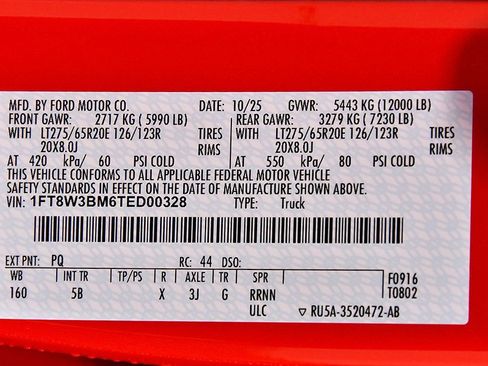 MFD. BY FORD MOTOR CO. DATE: 10/25 GVWR: 5443 KG (12000 LB)
FRONT GAWR: 2717 KG (5990 LB) REAR GAWR: 3279 KG (7230 LB)
WITH LT275/65R20E 126/123R TIRES WITH LT275/65R20E 126/123R TIRES
20X8.0J RIMS 20X8.0J RIMS
AT 420 kPa/ 60 PSI COLD AT 550 kPa/ 80 PSI COLD
THIS VEHICLE CONFORMS TO ALL APPLICABLE FEDERAL MOTOR VEHICLE
SAFETY STANDARDS IN EFFECT ON THE DATE OF MANUFACTURE SHOWN ABOVE.
VIN: 1FT8W3BM6TED00328 TYPE: Truck
EXT PNT: PQ RC: 44 DSO:
WB INT TR TP/PS R AXLE TR SPR F0916
160 5B X 3J G RRNN T0802
ULC ▽ RU5A-3520472-AB